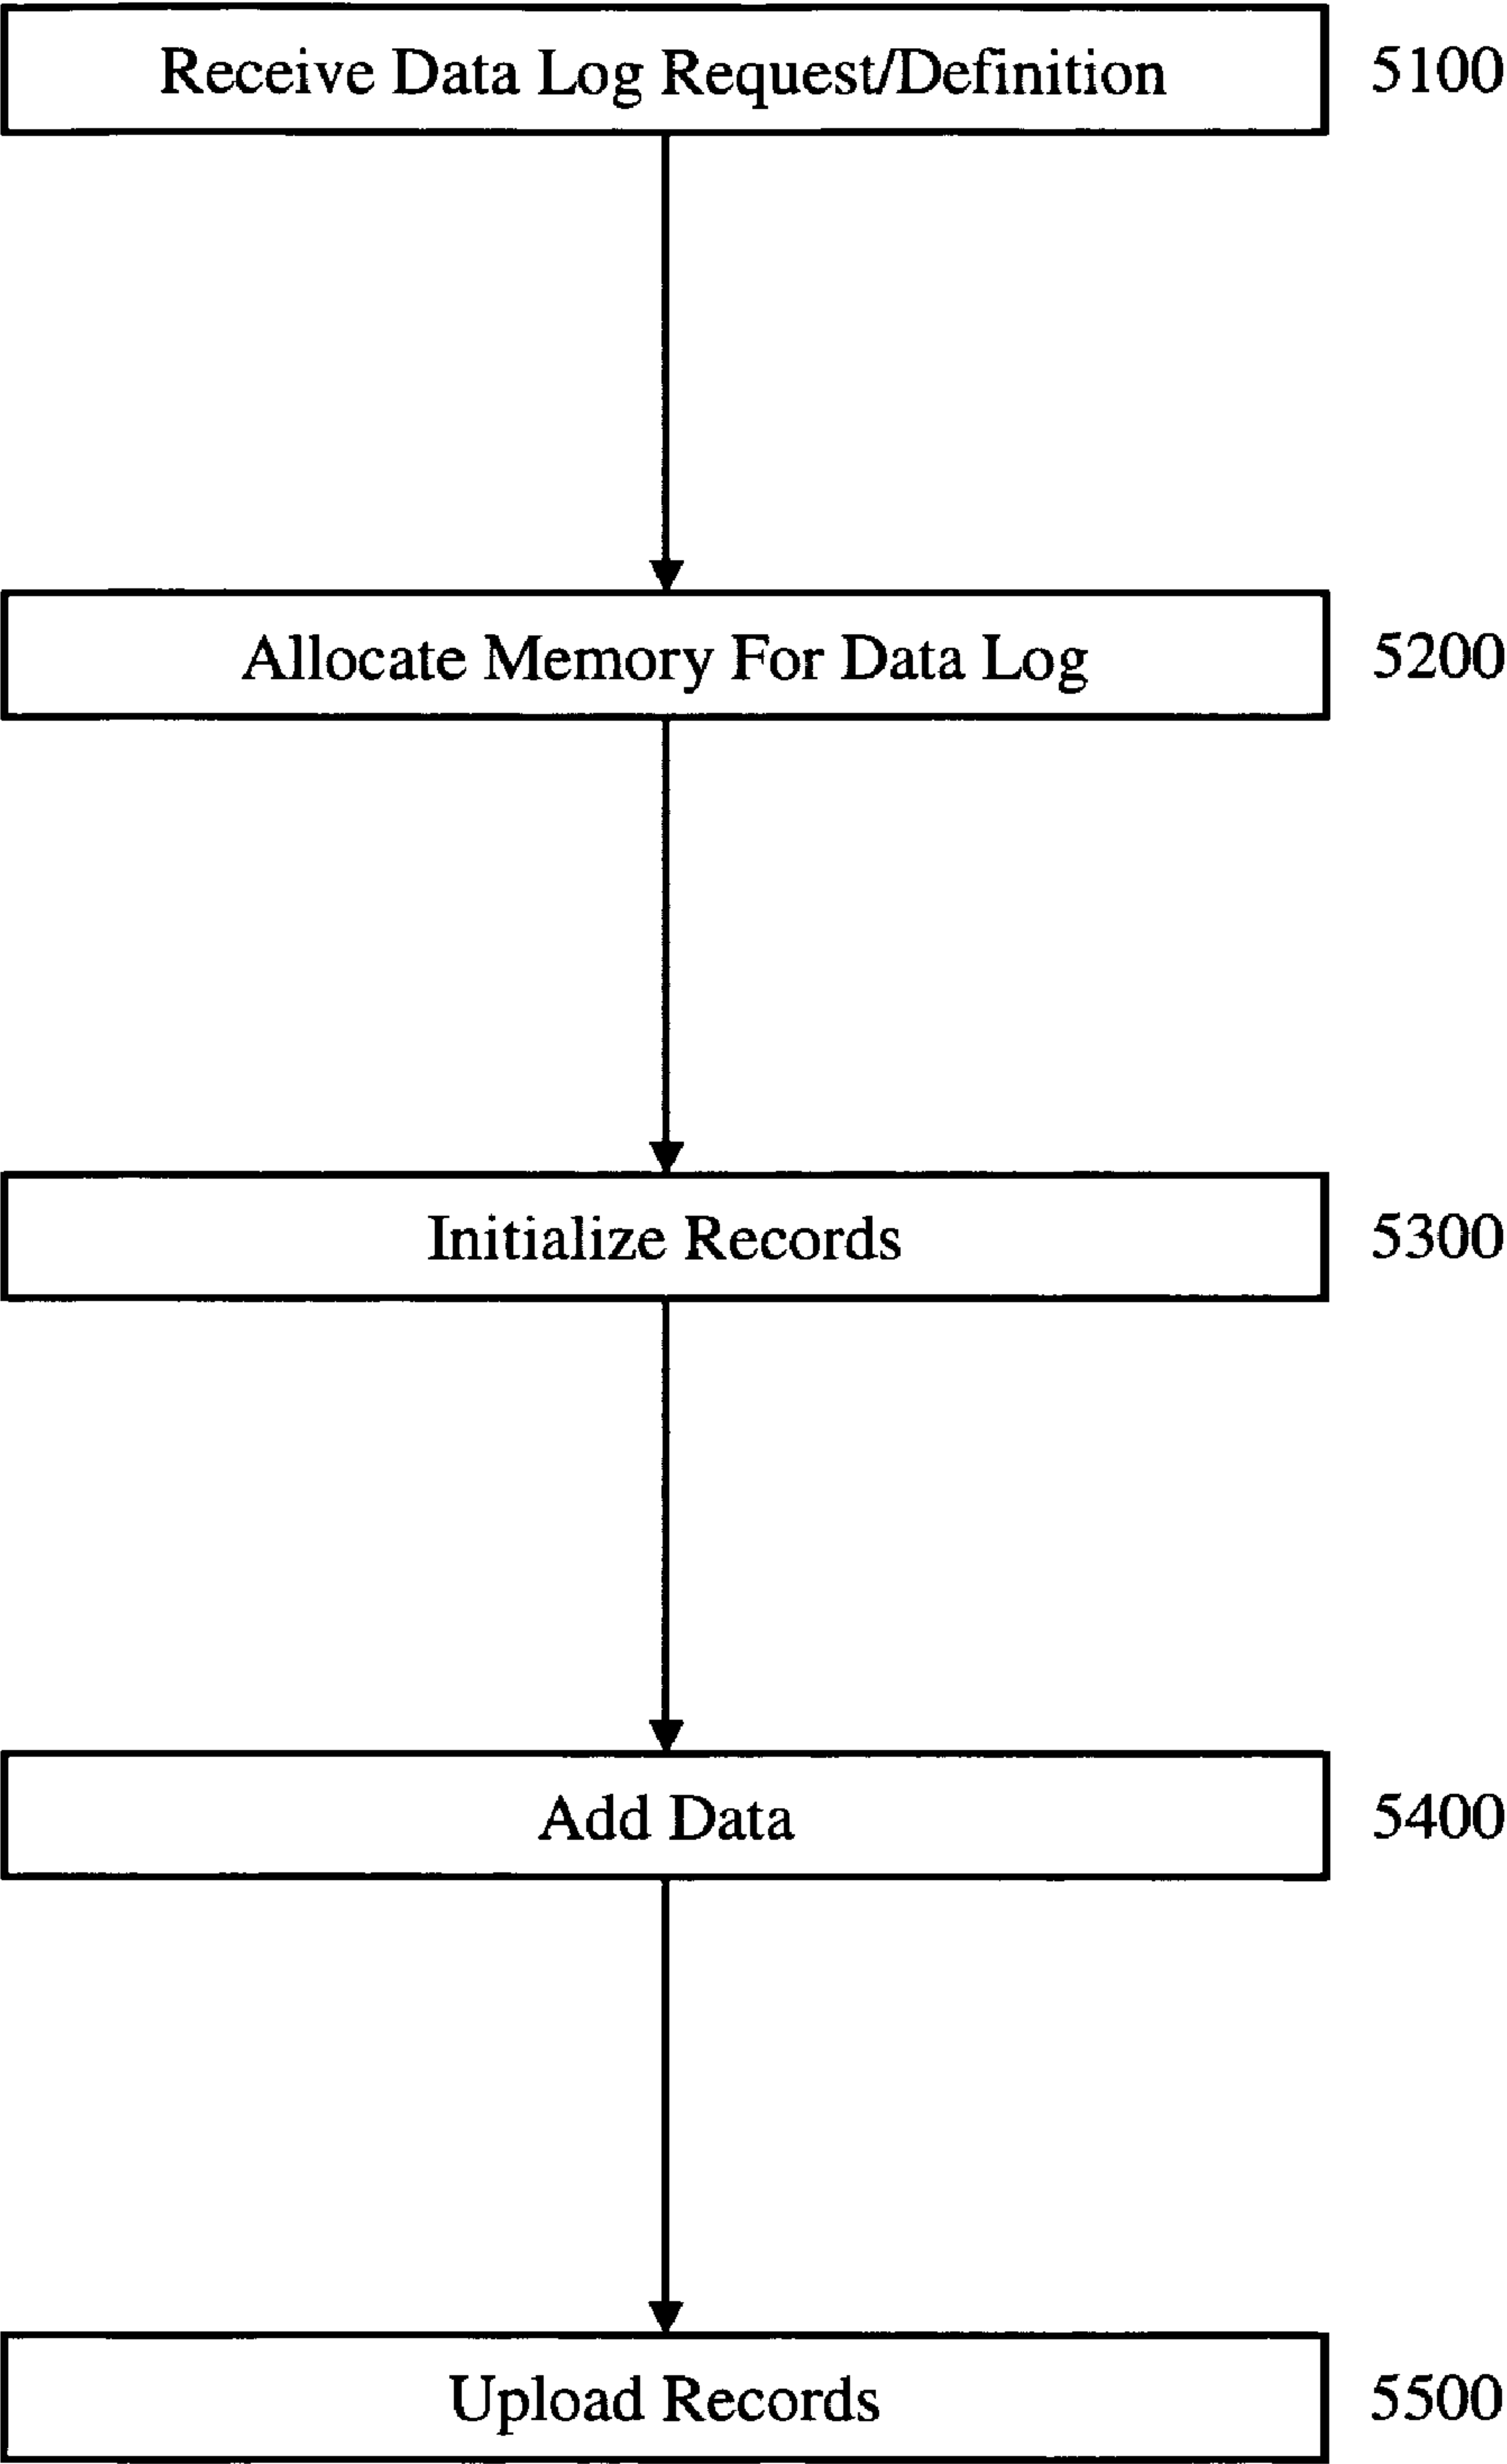 Receive Data Log Request/Definition 5100
Allocate Memory For Data Log 5200
Initialize Records 5300
Add Data 5400
Upload Records 5500